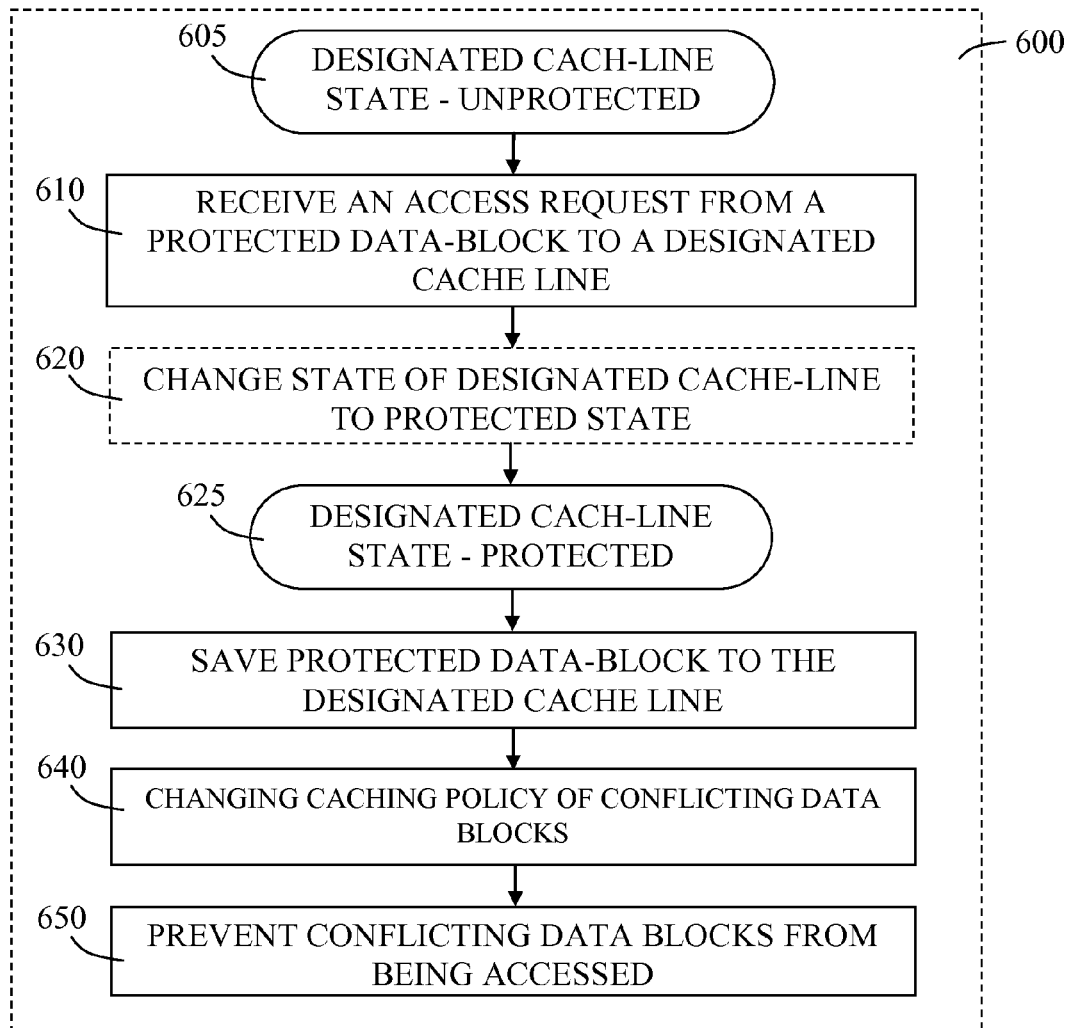 605
DESIGNATED CACH-LINE
STATE - UNPROTECTED
600
610
RECEIVE AN ACCESS REQUEST FROM A
PROTECTED DATA-BLOCK TO A DESIGNATED
CACHE LINE
620
CHANGE STATE OF DESIGNATED CACHE-LINE
TO PROTECTED STATE
625
DESIGNATED CACH-LINE
STATE - PROTECTED
630
SAVE PROTECTED DATA-BLOCK TO THE
DESIGNATED CACHE LINE
640
CHANGING CACHING POLICY OF CONFLICTING DATA
BLOCKS
650
PREVENT CONFLICTING DATA BLOCKS FROM
BEING ACCESSED